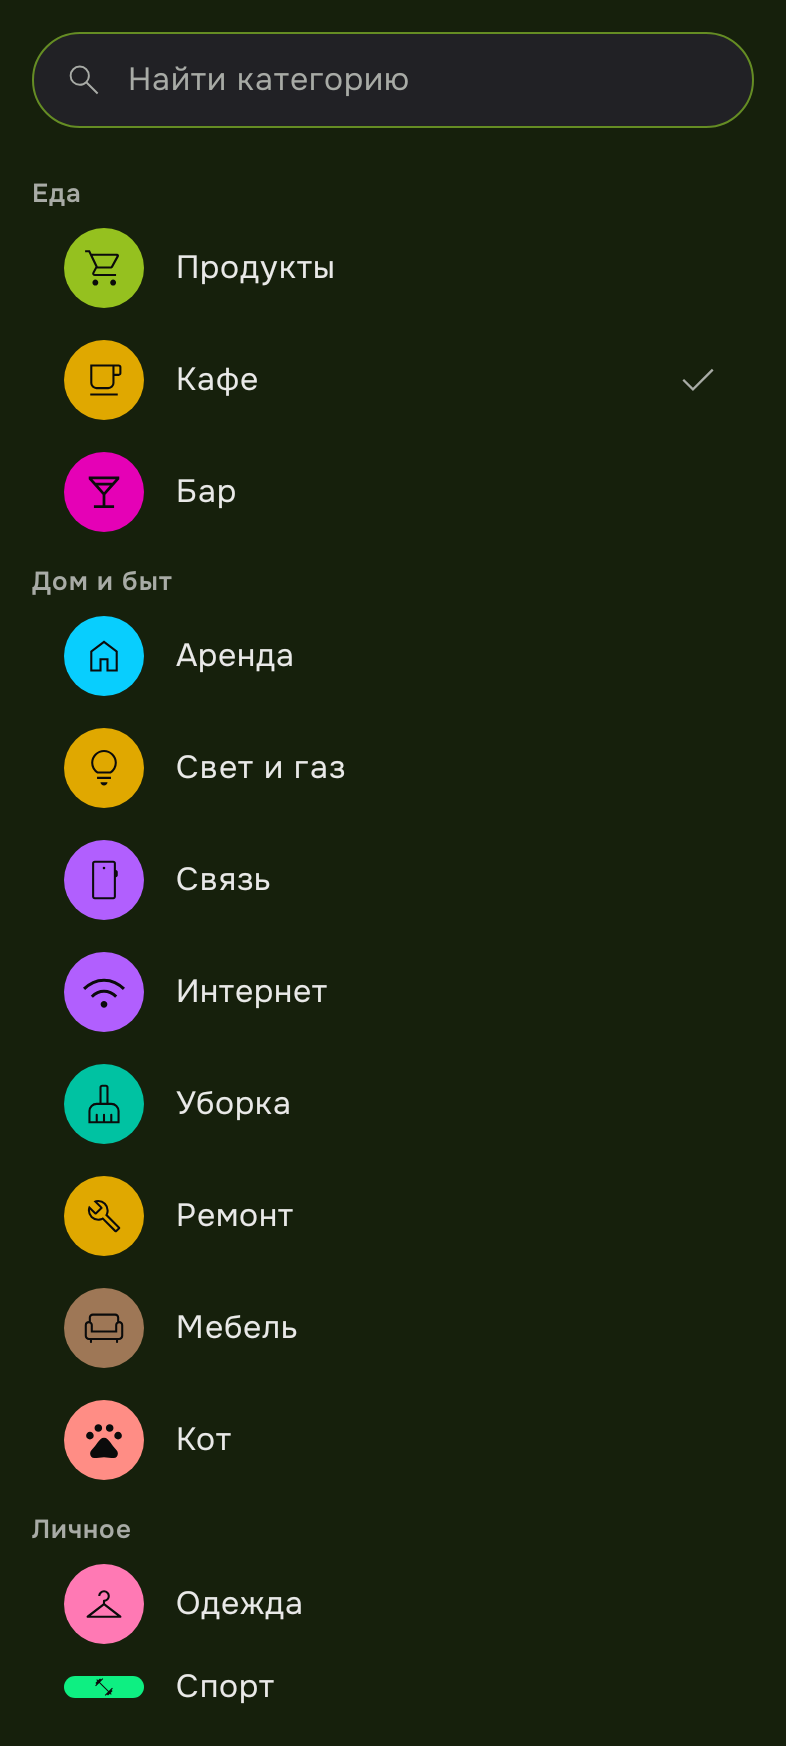 Найти категорию
Еда
Продукты
Кафе
Бар
Дом и быт
Аренда
Свет и газ
Связь
Интернет
Уборка
Ремонт
Мебель
Кот
Личное
Одежда
Спорт